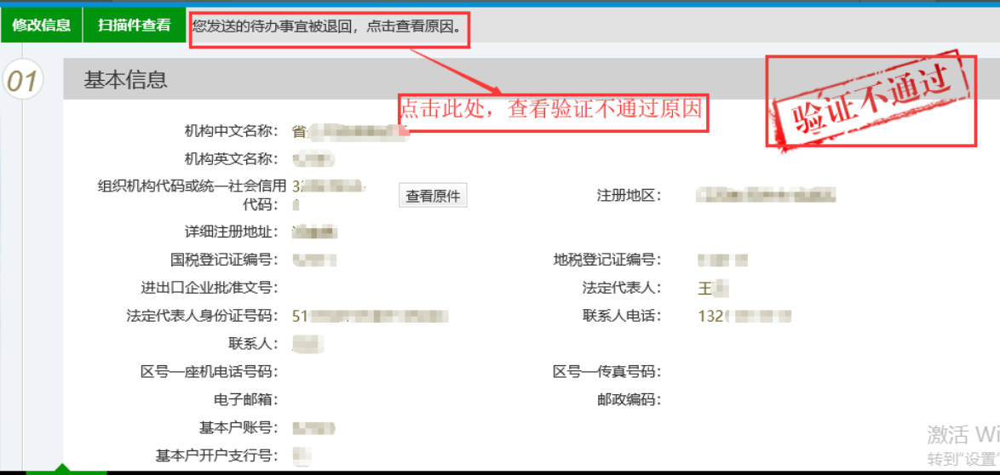 修改信息 扫描件查看 您发送的待办事宜被退回，点击查看原因。
01 基本信息
验证不通过
点击此处，查看验证不通过原因
机构中文名称： 省
机构英文名称：
组织机构代码或统一社会信用代码： 3 查看原件 注册地区：
详细注册地址：
国税登记证编号： 地税登记证编号：
进出口企业批准文号： 法定代表人： 王
法定代表人身份证号码： 51 联系人电话： 132
联系人：
区号—座机电话号码： 区号—传真号码：
电子邮箱： 邮政编码：
基本户账号：
基本户开户支行号：
激活 Wi
转到"设置"